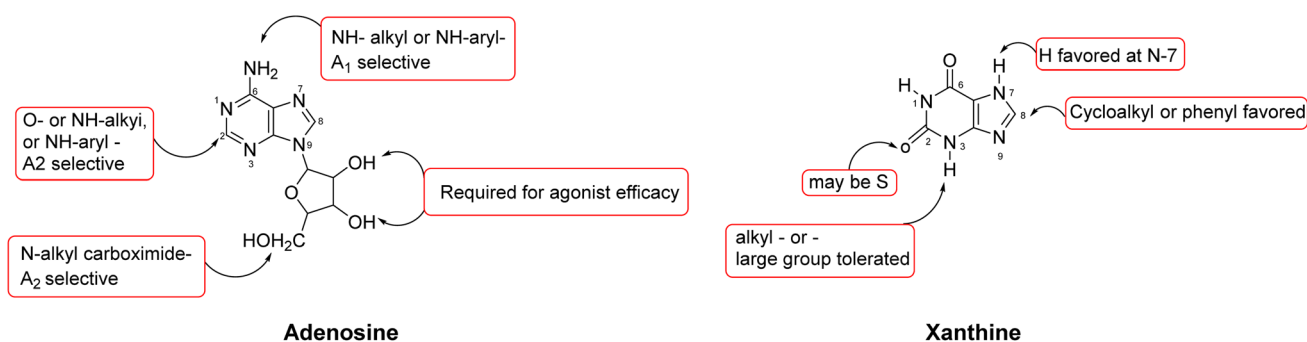 NH- alkyl or NH-aryl-
A1 selective
NH2
6
1
N
7
N
8
2
N
3
N
9
O- or NH-alkyi,
or NH-aryl -
A2 selective
OH
O
OH
HOH2C
Required for agonist efficacy
N-alkyl carboximide-
A2 selective
Adenosine
H favored at N-7
O
H
H
6
N
1
N
7
8
Cycloalkyl or phenyl favored
2
N
3
N
9
O
H
may be S
alkyl - or -
large group tolerated
Xanthine